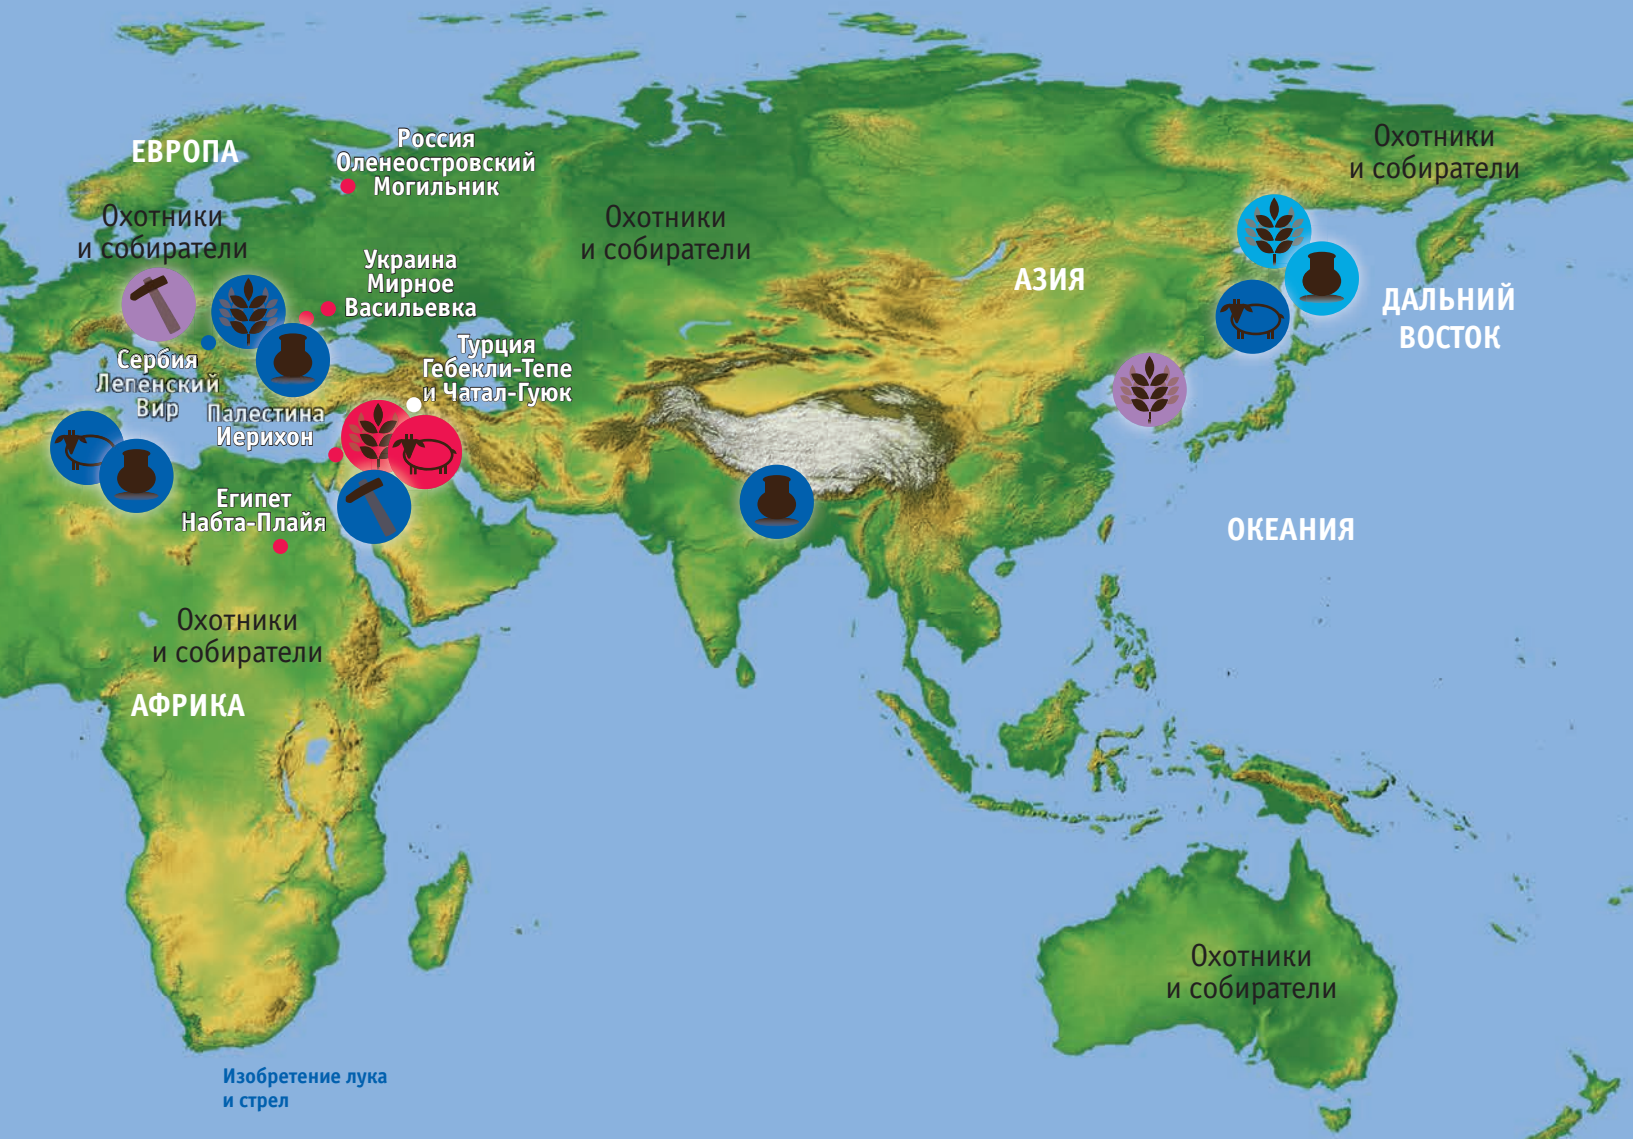 ЕВРОПА
Россия
Оленеостровский
Могильник
Охотники
и собиратели
Охотники
и собиратели
Охотники
и собиратели
Украина
Мирное
Васильевка
АЗИЯ
ДАЛЬНИЙ
ВОСТОК
Сербия
Лепенский
Вир
Турция
Гебекли-Тепе
и Чатал-Гуюк
Палестина
Иерихон
Египет
Набта-Плайя
ОКЕАНИЯ
Охотники
и собиратели
АФРИКА
Охотники
и собиратели
Изобретение лука
и стрел